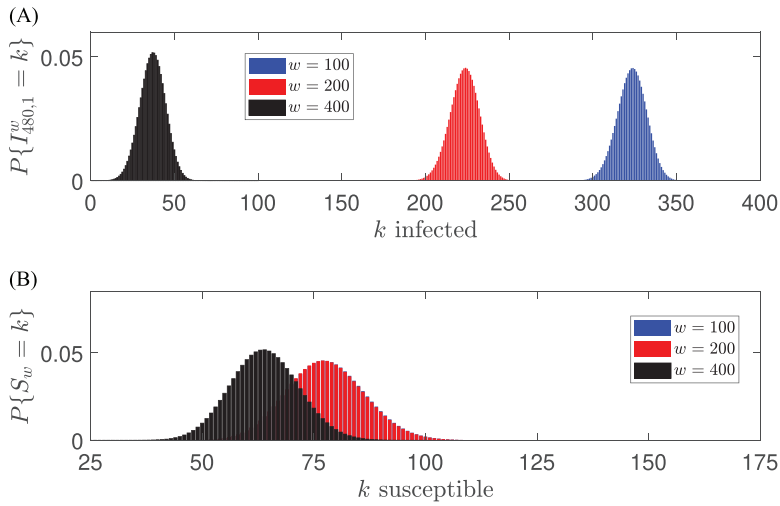 (A)
P{I^w_{480,1} = k}
0.05
0
w = 100
w = 200
w = 400
0 50 100 150 200 250 300 350 400
k infected
(B)
P{S_w = k}
0.05
0
w = 100
w = 200
w = 400
25 50 75 100 125 150 175
k susceptible